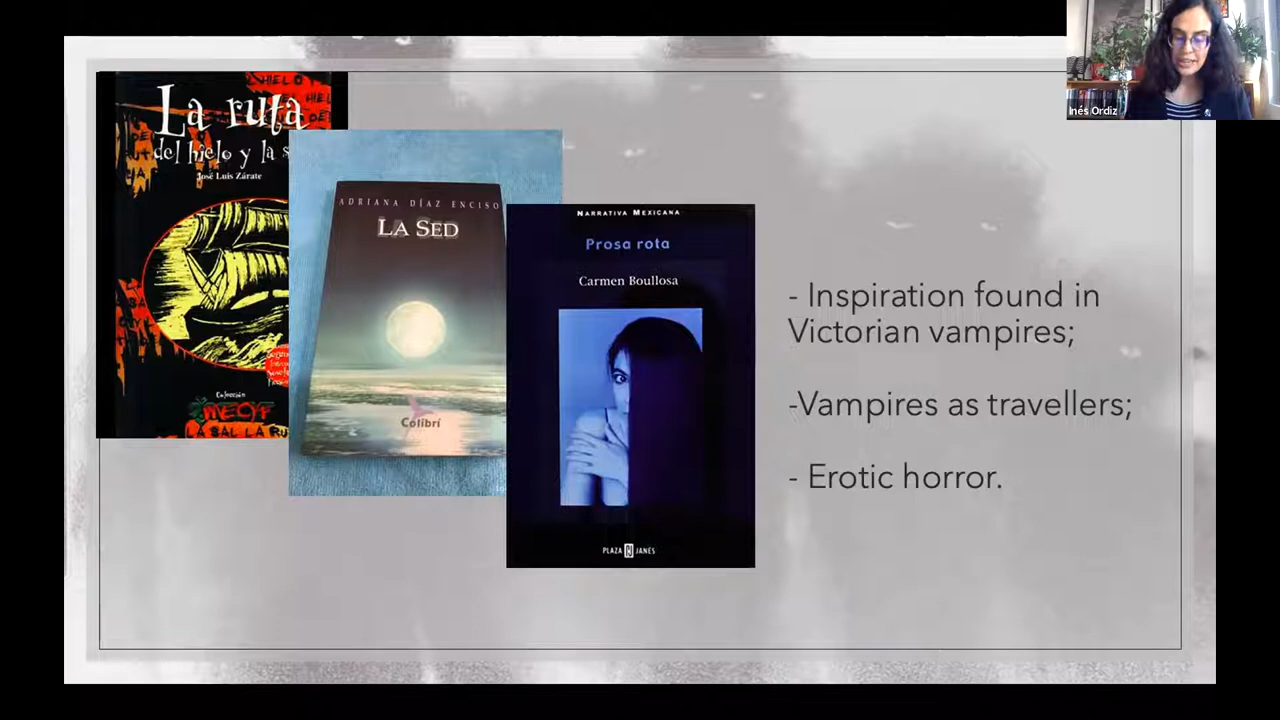 La ruta
del hielo y la s
José Luis Zárate
Colección
MECYF
ADRIANA DÍAZ ENCISO
LA SED
Colibrí
NARRATIVA MEXICANA
Prosa rota
Carmen Boullosa
PLAZA JANES
- Inspiration found in
Victorian vampires;
-Vampires as travellers;
- Erotic horror.
Inés Ordiz